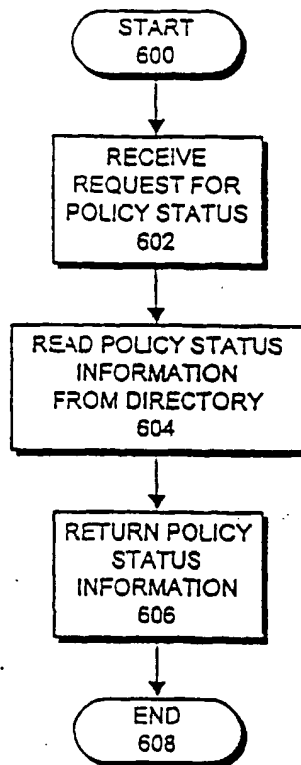 START
600
RECEIVE
REQUEST FOR
POLICY STATUS
602
READ POLICY STATUS
INFORMATION
FROM DIRECTORY
604
RETURN POLICY
STATUS
INFORMATION
606
END
608